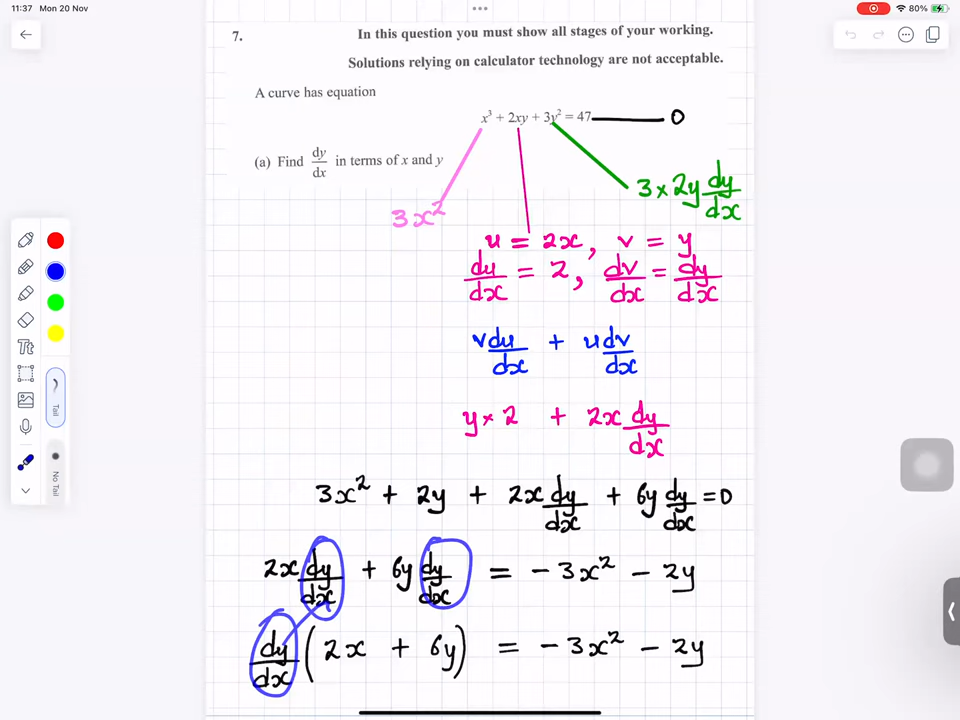 11:37 Mon 20 Nov
80%
7. In this question you must show all stages of your working.
Solutions relying on calculator technology are not acceptable.
A curve has equation
x³ + 2xy + 3y² = 47 0
(a) Find dy/dx in terms of x and y
3 × 2y dy/dx
3x²
u = 2x, v = y
du/dx = 2, dv/dx = dy/dx
v du/dx + u dv/dx
y × 2 + 2x dy/dx
3x² + 2y + 2x dy/dx + 6y dy/dx = 0
2x dy/dx + 6y dy/dx = -3x² - 2y
dy/dx (2x + 6y) = -3x² - 2y
Tt
Tail
No Tail